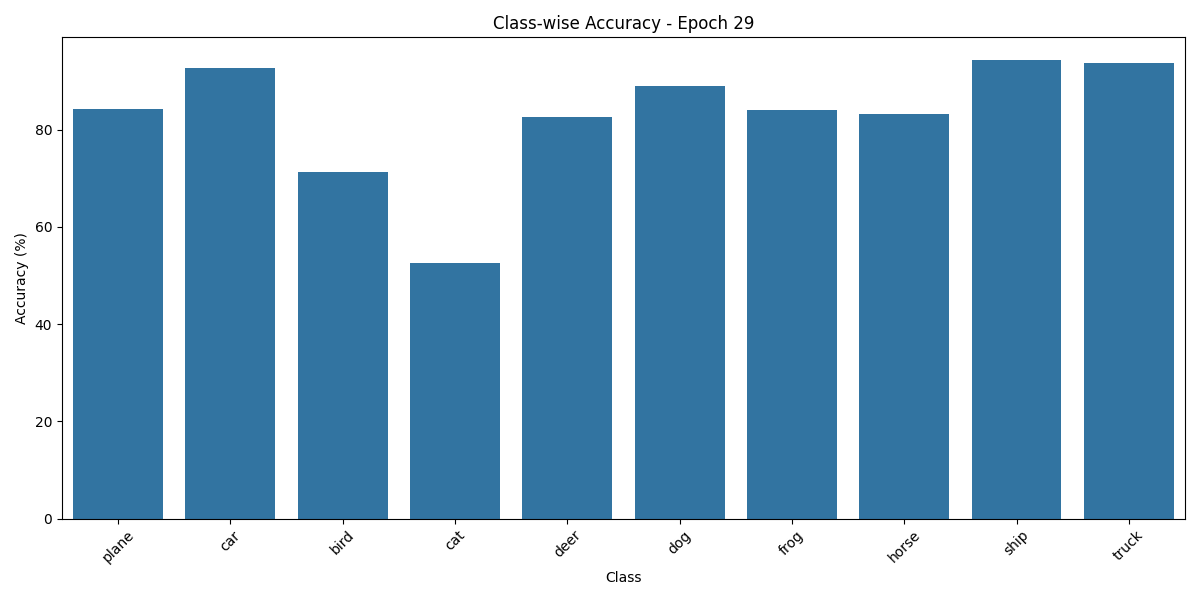 Class-wise Accuracy - Epoch 29
Accuracy (%)
80
60
40
20
0
plane car bird cat deer dog frog horse ship truck
Class